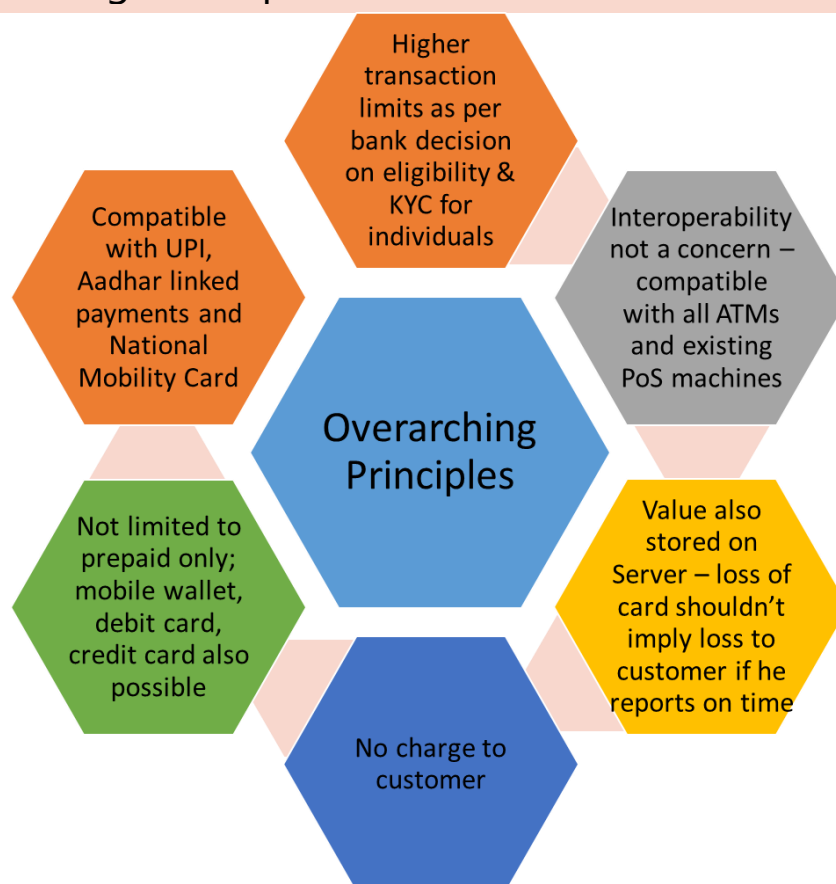 Higher
transaction
limits as per
bank decision
on eligibility &
KYC for
individuals
Interoperability
not a concern –
compatible
with all ATMs
and existing
PoS machines
Value also
stored on
Server – loss of
card shouldn’t
imply loss to
customer if he
reports on time
No charge to
customer
Not limited to
prepaid only;
mobile wallet,
debit card,
credit card also
possible
Compatible
with UPI,
Aadhar linked
payments and
National
Mobility Card
Overarching
Principles